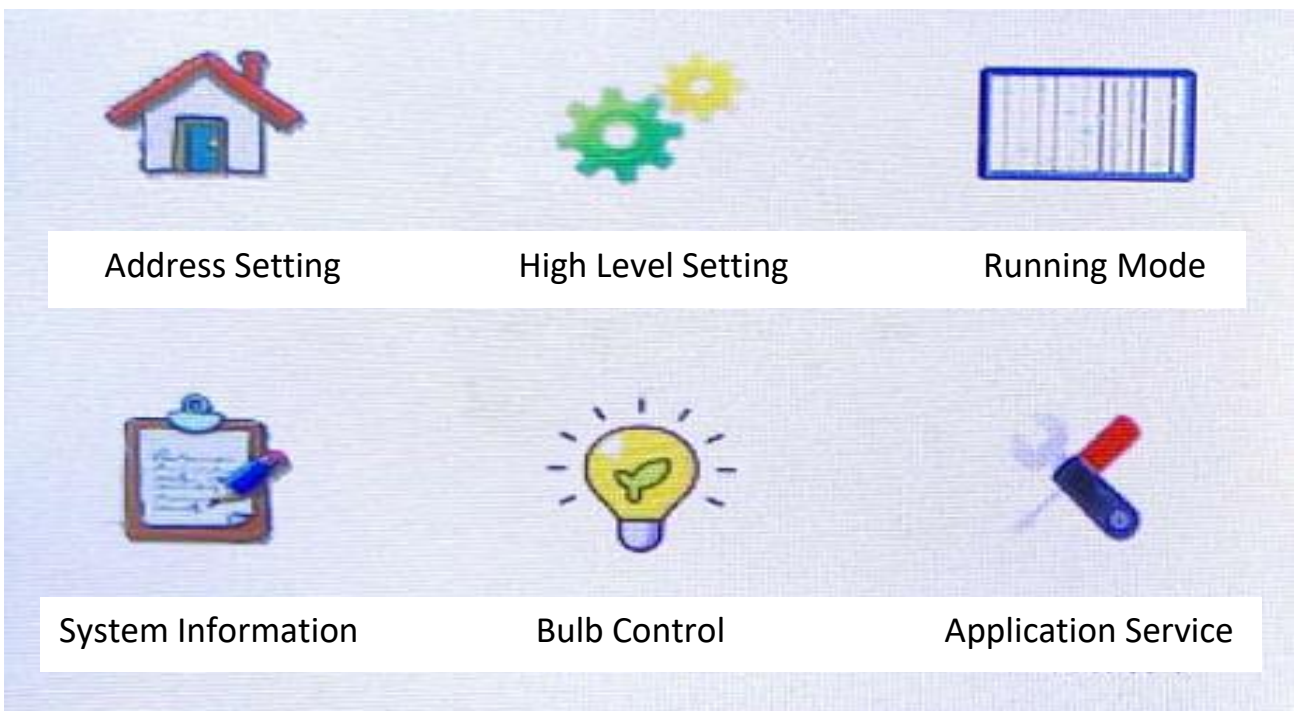 Address Setting High Level Setting Running Mode
System Information Bulb Control Application Service